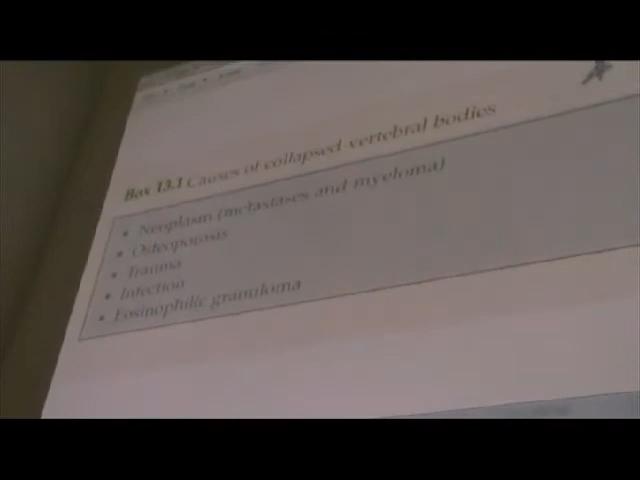 Box 13.1 Causes of collapsed vertebral bodies
• Neoplasm (metastases and myeloma)
• Osteoporosis
• Trauma
• Infection
• Eosinophilic granuloma